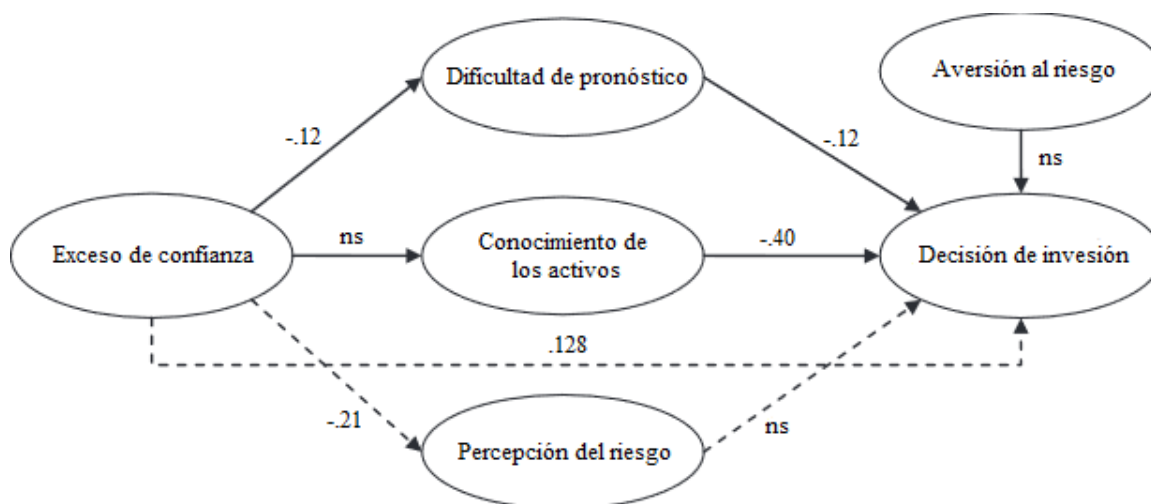 Dificultad de pronóstico
Aversión al riesgo
-.12
-.12
ns
Exceso de confianza
ns
Conocimiento de
los activos
-.40
Decisión de invesión
.128
-.21
ns
Percepción del riesgo